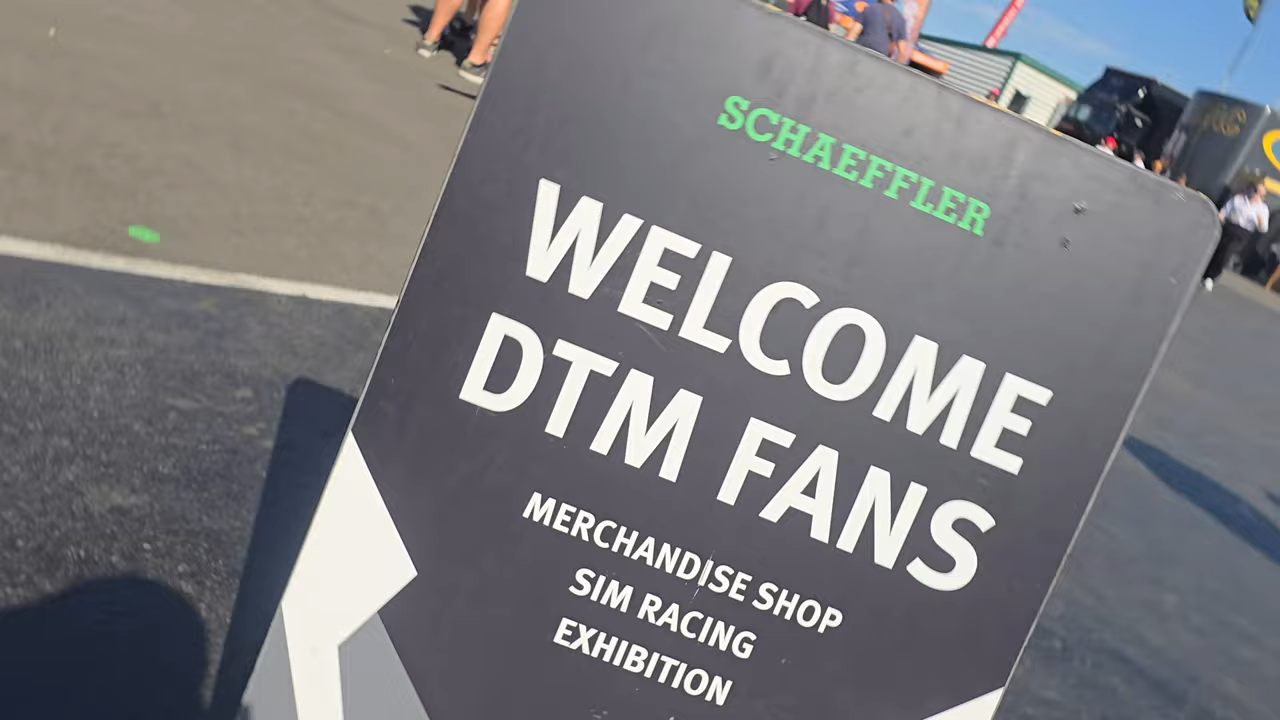 SCHAEFFLER
WELCOME
DTM FANS
MERCHANDISE SHOP
SIM RACING
EXHIBITION